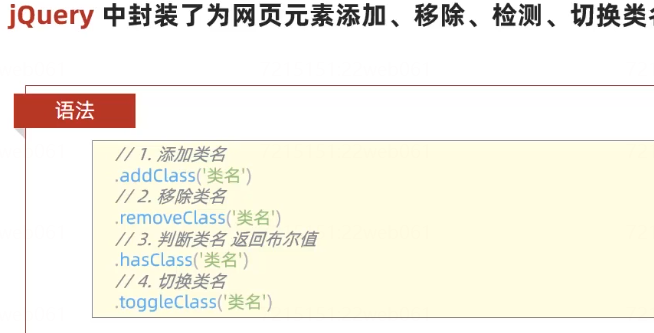 jQuery 中封装了为网页元素添加、移除、检测、切换类
语法
// 1. 添加类名
.addClass('类名')
// 2. 移除类名
.removeClass('类名')
// 3. 判断类名 返回布尔值
.hasClass('类名')
// 4. 切换类名
.toggleClass('类名')